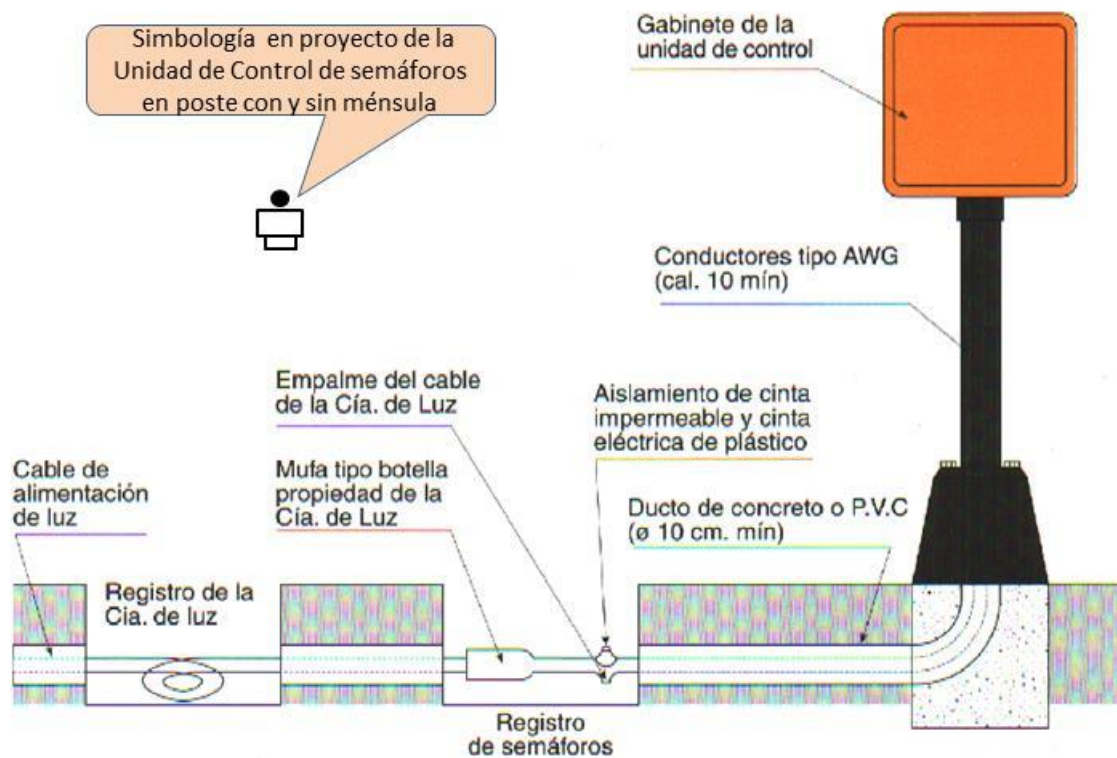 Simbología en proyecto de la
Unidad de Control de semáforos
en poste con y sin ménsula
Gabinete de la
unidad de control
Conductores tipo AWG
(cal. 10 mín)
Empalme del cable
de la Cía. de Luz
Aislamiento de cinta
impermeable y cinta
eléctrica de plástico
Cable de
alimentación
de luz
Mufa tipo botella
propiedad de la
Cía. de Luz
Ducto de concreto o P.V.C
(ø 10 cm. mín)
Registro de la
Cia. de luz
Registro
de semáforos